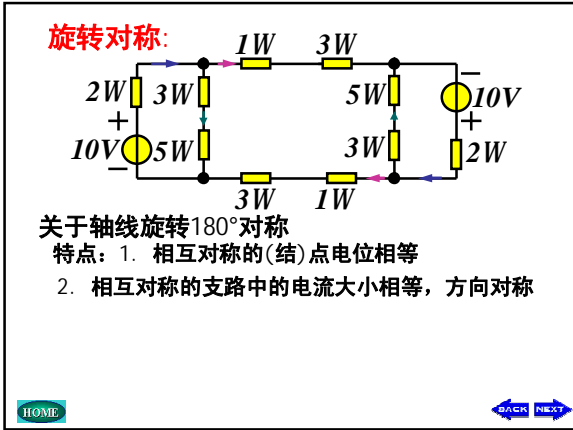 旋转对称:
1W 3W
2W 3W 5W − 10V
+ +
10V 5W 3W 2W
−
3W 1W
关于轴线旋转180°对称
特点：1. 相互对称的(结)点电位相等
2. 相互对称的支路中的电流大小相等，方向对称
HOME BACK NEXT